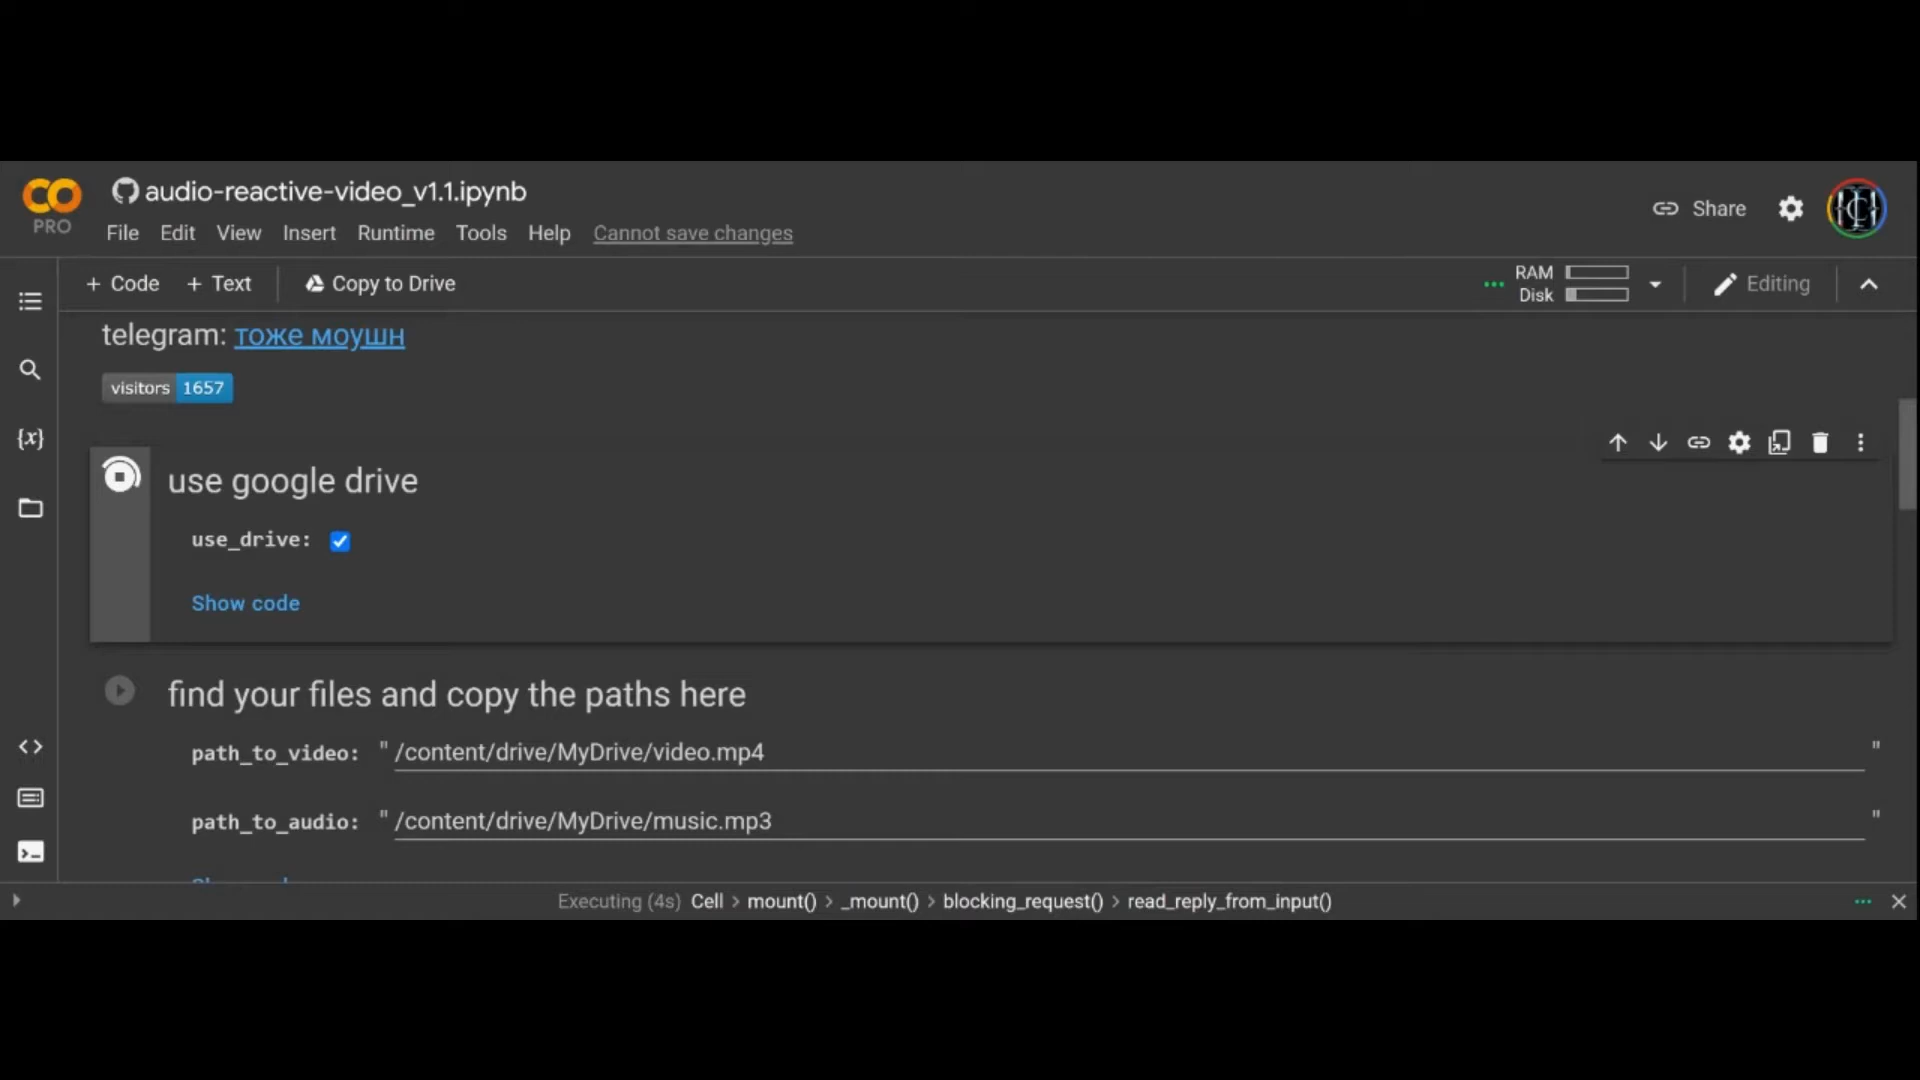 audio-reactive-video_v1.1.ipynb
PRO
File Edit View Insert Runtime Tools Help Cannot save changes
Share
+ Code + Text Copy to Drive
RAM
Disk
Editing
telegram: тоже моушн
visitors 1657
{x}
use google drive
use_drive:
Show code
find your files and copy the paths here
path_to_video: " /content/drive/MyDrive/video.mp4 "
path_to_audio: " /content/drive/MyDrive/music.mp3 "
Executing (4s) Cell > mount() > _mount() > blocking_request() > read_reply_from_input()